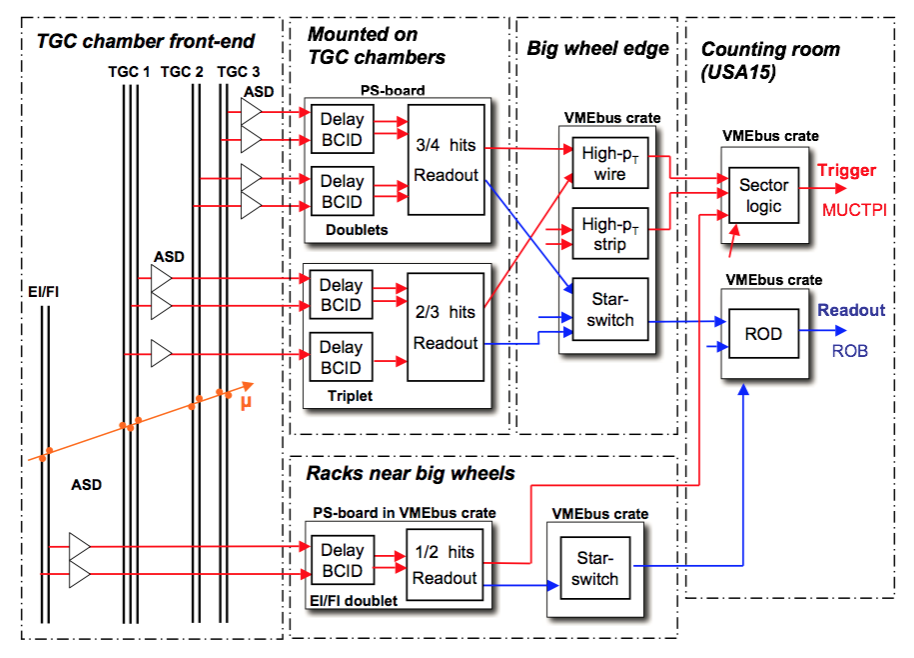 TGC chamber front-end
TGC 1 TGC 2 TGC 3
ASD
ASD
EI/FI
μ
ASD
Mounted on
TGC chambers
PS-board
Delay
BCID
Delay
BCID
3/4 hits
Readout
Doublets
Delay
BCID
Delay
BCID
2/3 hits
Readout
Triplet
Big wheel edge
VMEbus crate
High-pT
wire
High-pT
strip
Star-
switch
Counting room
(USA15)
VMEbus crate
Sector
logic
Trigger
MUCTPI
VMEbus crate
ROD
Readout
ROB
Racks near big wheels
PS-board in VMEbus crate
Delay
BCID
1/2 hits
Readout
EI/FI doublet
VMEbus crate
Star-
switch